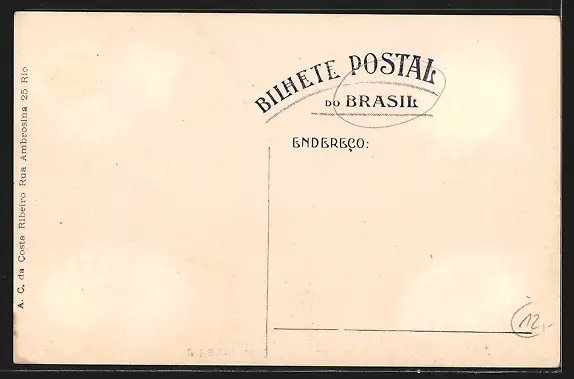 BILHETE POSTAL
DO BRASIL
ENDEREÇO:
A. C. da Costa Ribeiro Rua Ambrosina 25 Rio
12,-